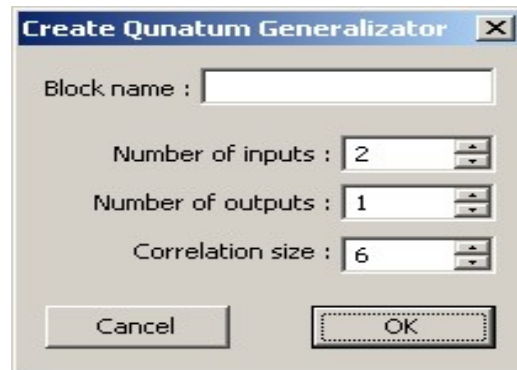 Create Qunatum Generalizator
Block name :
Number of inputs : 2
Number of outputs : 1
Correlation size : 6
Cancel OK